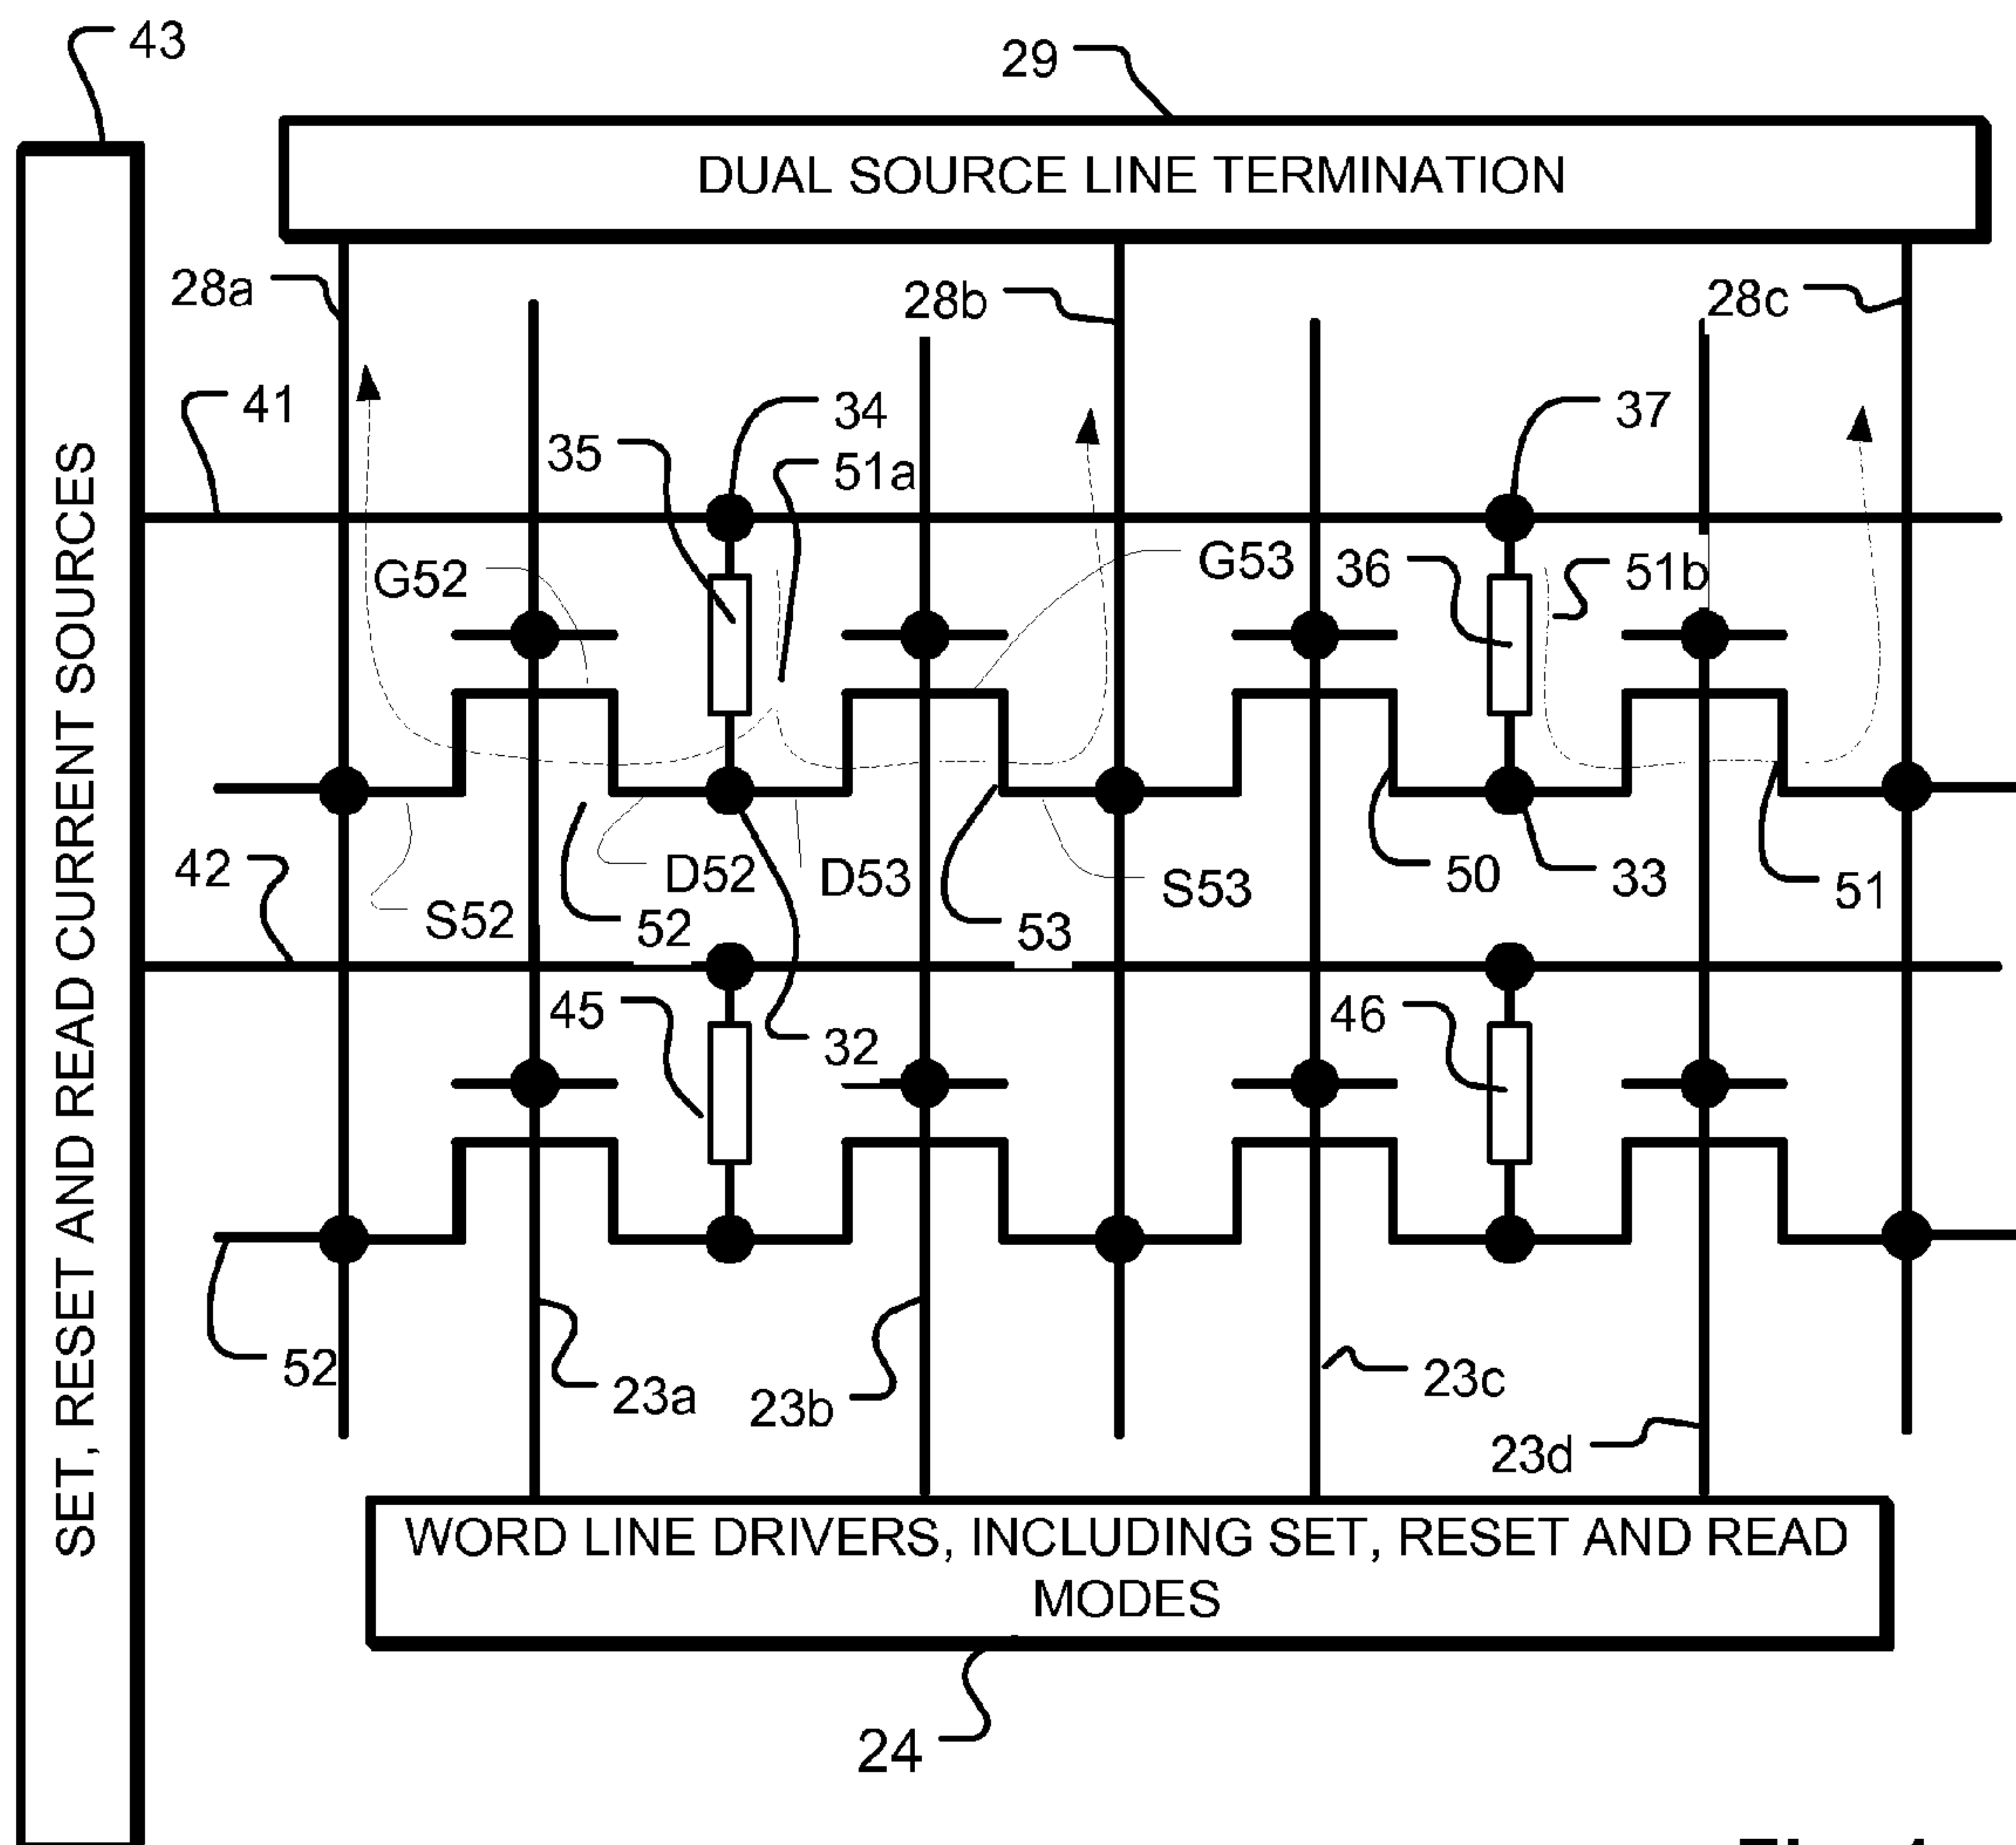 43
29
DUAL SOURCE LINE TERMINATION
28a
28b
28c
41
34
37
35
51a
G52
G53
36
51b
SET, RESET AND READ CURRENT SOURCES
42
D52
D53
S53
50
33
51
S52
52
53
45
46
32
52
23a
23b
23c
23d
WORD LINE DRIVERS, INCLUDING SET, RESET AND READ
MODES
24